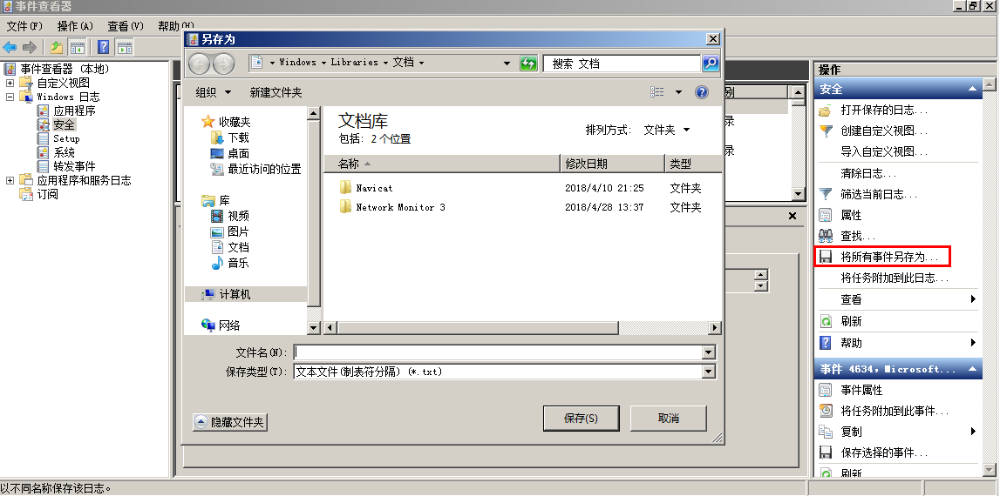 事件查看器
文件(F) 操作(A) 查看(V) 帮助(H)
事件查看器 (本地)
自定义视图
Windows 日志
应用程序
安全
Setup
系统
转发事件
应用程序和服务日志
订阅
另存为
Windows Libraries 文档
搜索 文档
组织 新建文件夹
收藏夹
下载
桌面
最近访问的位置
库
视频
图片
文档
音乐
计算机
网络
文档库
包括: 2 个位置
排列方式: 文件夹
名称 修改日期 类型
Navicat 2018/4/10 21:25 文件夹
Network Monitor 3 2018/4/28 13:37 文件夹
文件名(N):
保存类型(T): 文本文件(制表符分隔) (*.txt)
隐藏文件夹 保存(S) 取消
别
录
录
操作
安全
打开保存的日志...
创建自定义视图...
导入自定义视图...
清除日志...
筛选当前日志...
属性
查找...
将所有事件另存为...
将任务附加到此日志...
查看
刷新
帮助
事件 4634，Microsoft...
事件属性
将任务附加到此事件...
复制
保存选择的事件...
刷新
以不同名称保存该日志。